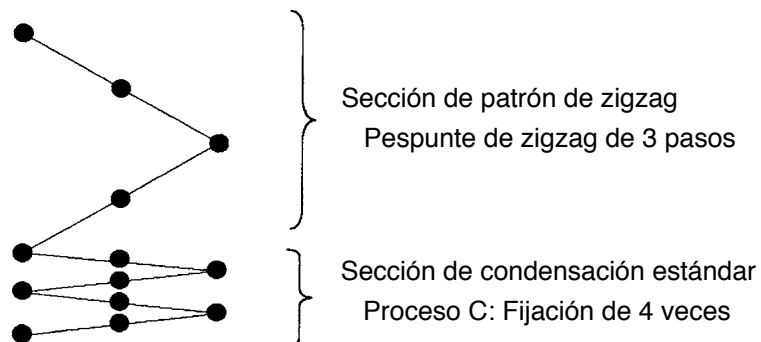 Sección de patrón de zigzag
Pespunte de zigzag de 3 pasos
Sección de condensación estándar
Proceso C: Fijación de 4 veces